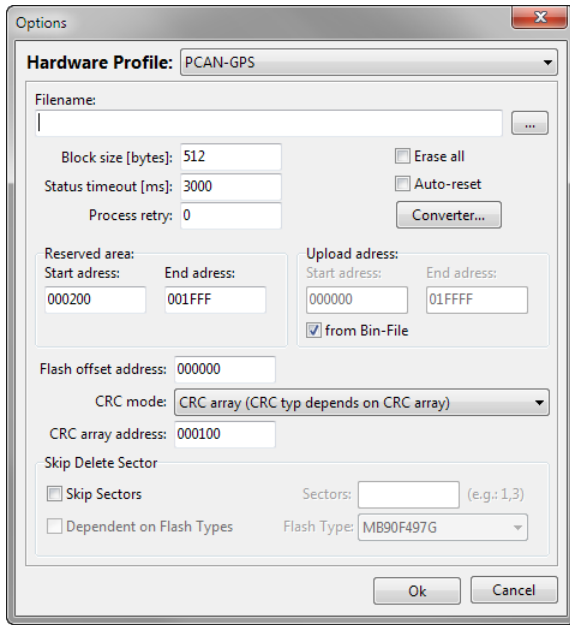 Options
Hardware Profile: PCAN-GPS
Filename:
...
Block size [bytes]: 512
Erase all
Status timeout [ms]: 3000
Auto-reset
Process retry: 0
Converter...
Reserved area:
Start adress: End adress:
000200 001FFF
Upload adress:
Start adress: End adress:
000000 01FFFF
from Bin-File
Flash offset address: 000000
CRC mode: CRC array (CRC typ depends on CRC array)
CRC array address: 000100
Skip Delete Sector
Skip Sectors Sectors: (e.g.: 1,3)
Dependent on Flash Types Flash Type: MB90F497G
Ok Cancel